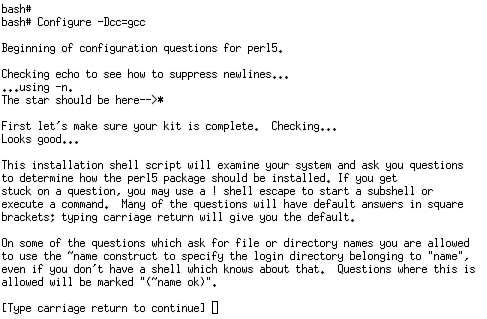 bash#
bash# Configure -Dcc=gcc
Beginning of configuration questions for perl5.
Checking echo to see how to suppress newlines...
...using -n.
The star should be here-->*
First let's make sure your kit is complete.  Checking...
Looks good...
This installation shell script will examine your system and ask you questions
to determine how the perl5 package should be installed. If you get
stuck on a question, you may use a ! shell escape to start a subshell or
execute a command.  Many of the questions will have default answers in square
brackets; typing carriage return will give you the default.
On some of the questions which ask for file or directory names you are allowed
to use the ~name construct to specify the login directory belonging to "name",
even if you don't have a shell which knows about that.  Questions where this is
allowed will be marked "(~name ok)".
[Type carriage return to continue]